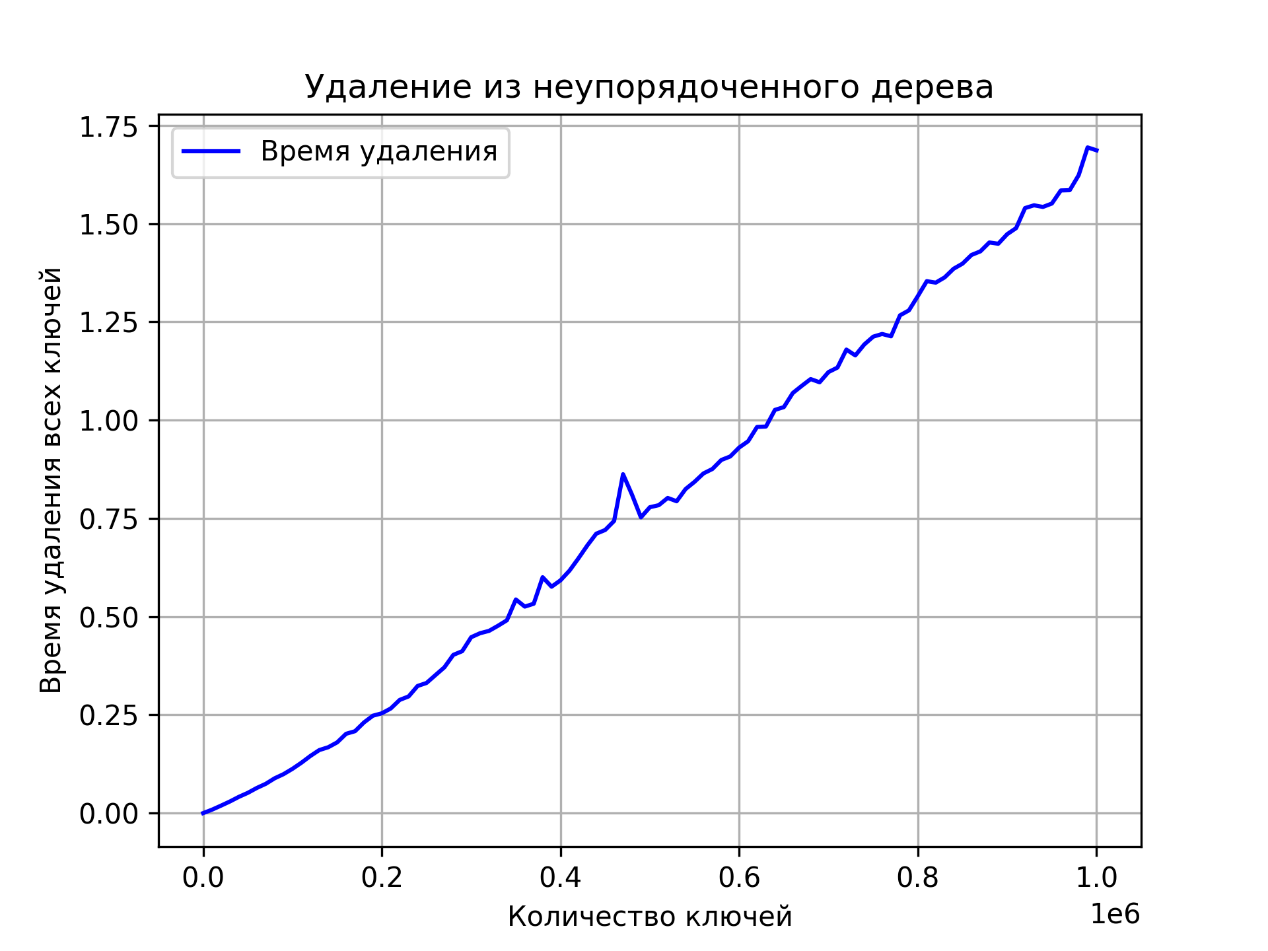 Удаление из неупорядоченного дерева
Время удаления
Время удаления всех ключей
1.75
1.50
1.25
1.00
0.75
0.50
0.25
0.00
0.0 0.2 0.4 0.6 0.8 1.0
1e6
Количество ключей